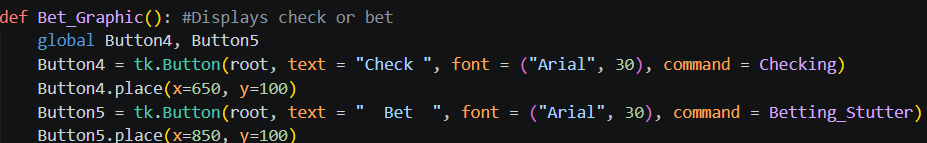 def Bet_Graphic(): #Displays check or bet
    global Button4, Button5
    Button4 = tk.Button(root, text = "Check ", font = ("Arial", 30), command = Checking)
    Button4.place(x=650, y=100)
    Button5 = tk.Button(root, text = "  Bet  ", font = ("Arial", 30), command = Betting_Stutter)
    Button5.place(x=850, y=100)